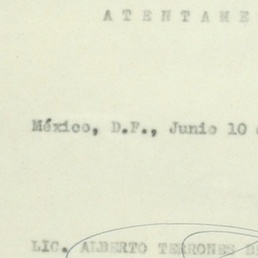 A T E N T A M E
México, D.F., Junio 10
LIC. ALBERTO TERRONES